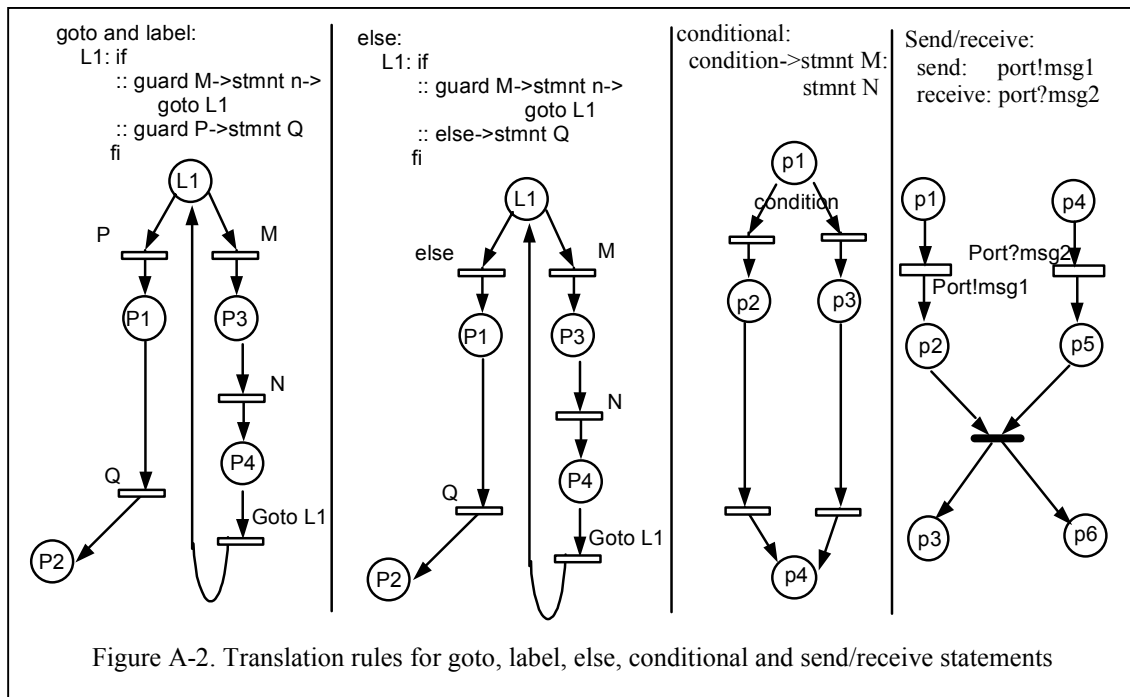 goto and label:
L1: if
:: guard M->stmnt n->
goto L1
:: guard P->stmnt Q
fi
L1
P
M
P1
P3
N
P4
Q
Goto L1
P2
else:
L1: if
:: guard M->stmnt n->
goto L1
:: else->stmnt Q
fi
L1
else
M
P1
P3
N
P4
Q
Goto L1
P2
conditional:
condition->stmnt M:
stmnt N
p1
condition
p2
p3
p4
Send/receive:
send: port!msg1
receive: port?msg2
p1
p4
Port?msg2
Port!msg1
p2
p5
p3
p6
Figure A-2. Translation rules for goto, label, else, conditional and send/receive statements